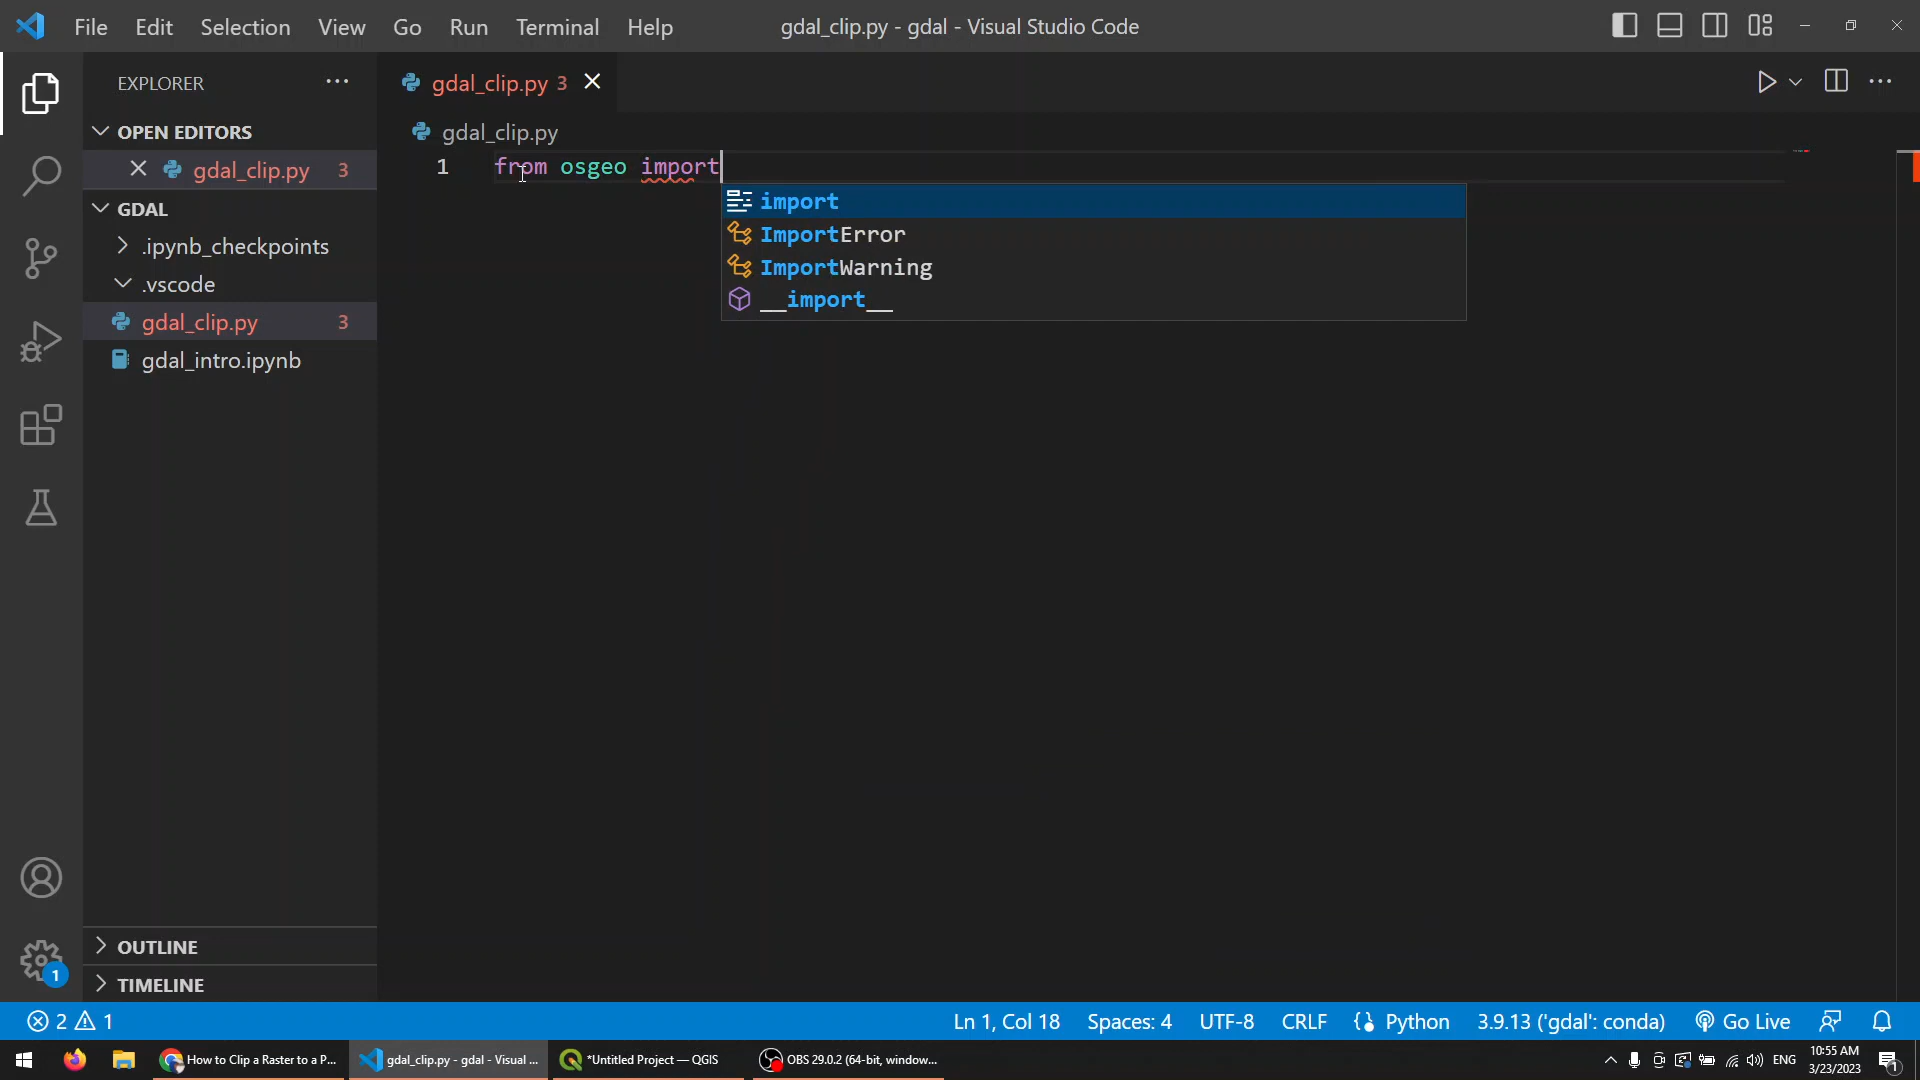 File Edit Selection View Go Run Terminal Help gdal_clip.py - gdal - Visual Studio Code
EXPLORER
gdal_clip.py 3
OPEN EDITORS
gdal_clip.py 3
GDAL
.ipynb_checkpoints
.vscode
gdal_clip.py 3
gdal_intro.ipynb
OUTLINE
TIMELINE
gdal_clip.py
1 from osgeo import
import
ImportError
ImportWarning
__import__
1
2 1 Ln 1, Col 18 Spaces: 4 UTF-8 CRLF Python 3.9.13 ('gdal': conda) Go Live
How to Clip a Raster to a P... gdal_clip.py - gdal - Visual ... *Untitled Project — QGIS OBS 29.0.2 (64-bit, window... ENG 10:55 AM
3/23/2023
1